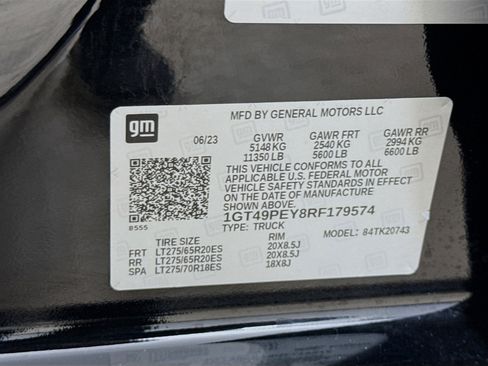 gm
MFD BY GENERAL MOTORS LLC
06/23 GVWR GAWR FRT GAWR RR
5148 KG 2540 KG 2994 KG
11350 LB 5600 LB 6600 LB
THIS VEHICLE CONFORMS TO ALL
APPLICABLE U.S. FEDERAL MOTOR
VEHICLE SAFETY STANDARDS IN EFFECT
ON THE DATE OF MANUFACTURE
SHOWN ABOVE.
1GT49PEY8RF179574
TYPE: TRUCK
MODEL: 84TK20743
B555
TIRE SIZE RIM
FRT LT275/65R20ES 20X8.5J
RR LT275/65R20ES 20X8.5J
SPA LT275/70R18ES 18X8J